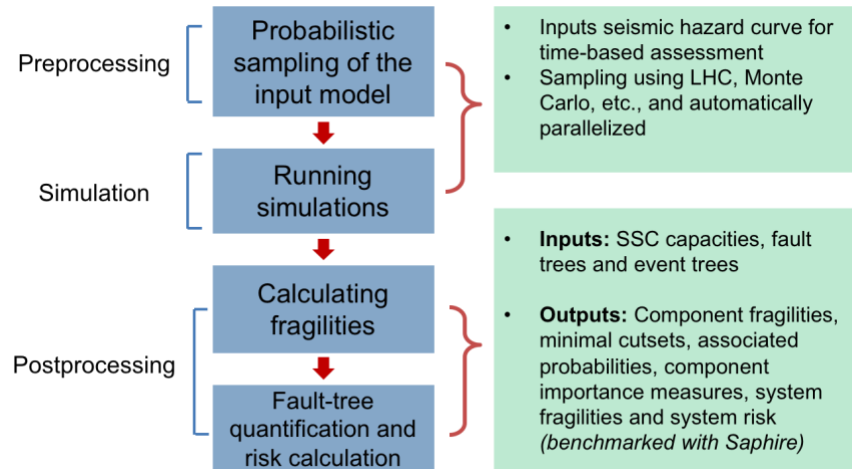 Preprocessing
Probabilistic
sampling of the
input model
• Inputs seismic hazard curve for
time-based assessment
• Sampling using LHC, Monte
Carlo, etc., and automatically
parallelized
Simulation
Running
simulations
Postprocessing
Calculating
fragilities
Fault-tree
quantification and
risk calculation
• Inputs: SSC capacities, fault
trees and event trees
• Outputs: Component fragilities,
minimal cutsets, associated
probabilities, component
importance measures, system
fragilities and system risk
(benchmarked with Saphire)